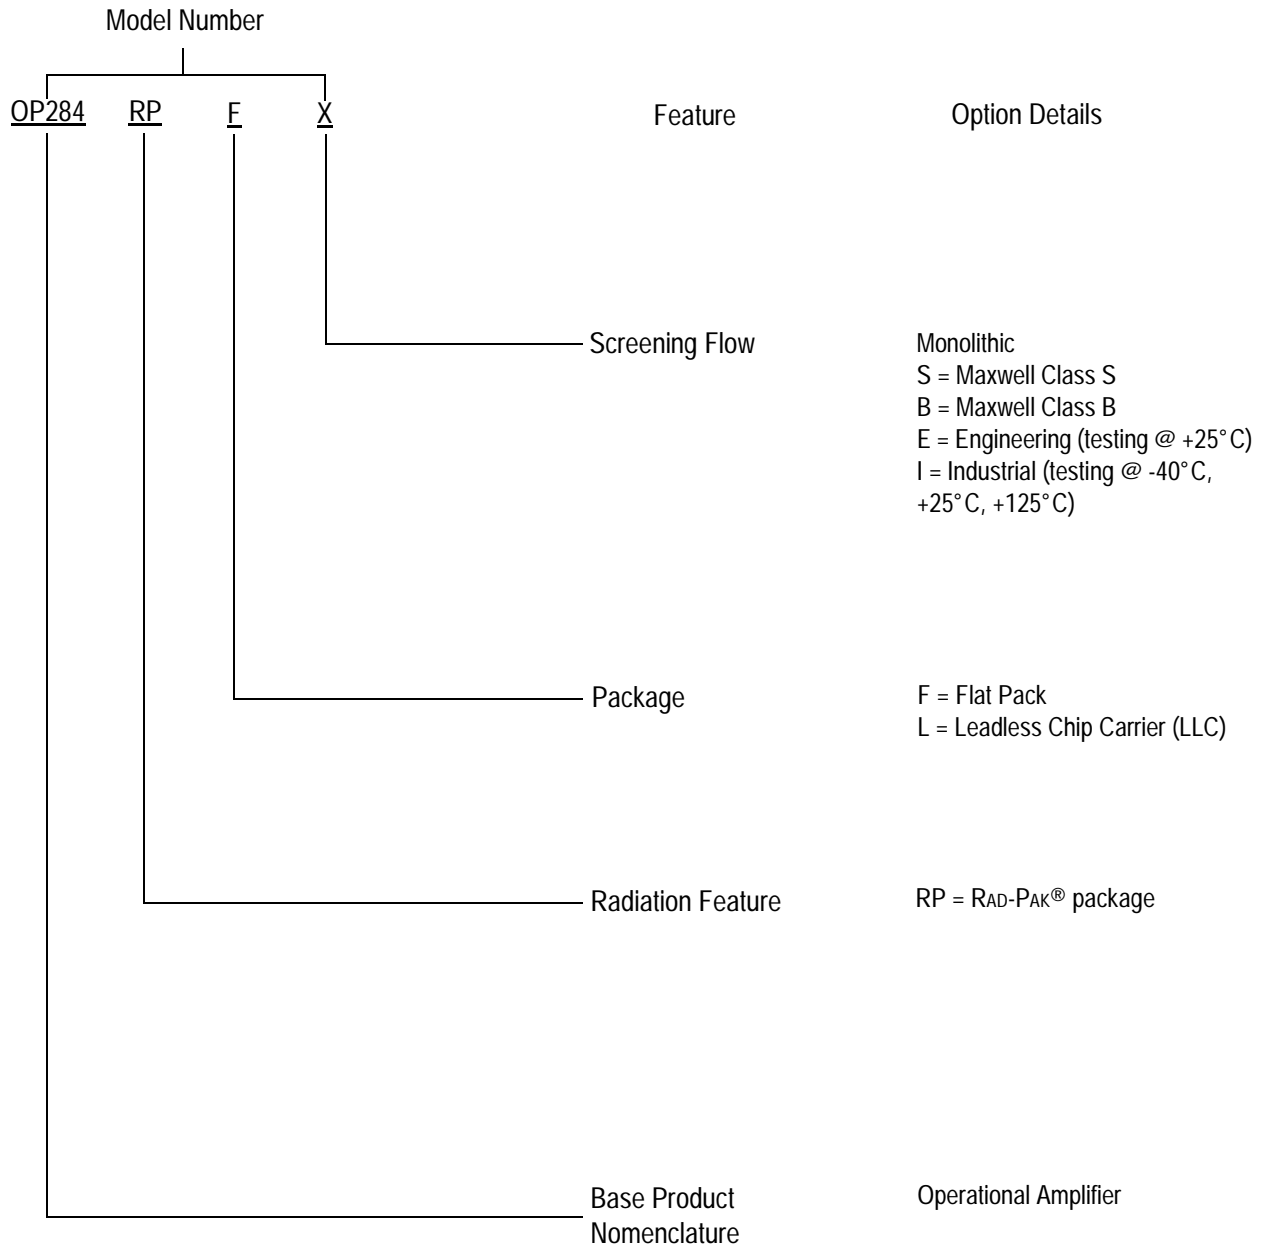 Model Number
OP284 RP F X Feature Option Details
Screening Flow Monolithic
S = Maxwell Class S
B = Maxwell Class B
E = Engineering (testing @ +25°C)
I = Industrial (testing @ -40°C,
+25°C, +125°C)
Package F = Flat Pack
L = Leadless Chip Carrier (LLC)
Radiation Feature RP = RAD-PAK® package
Base Product Operational Amplifier
Nomenclature